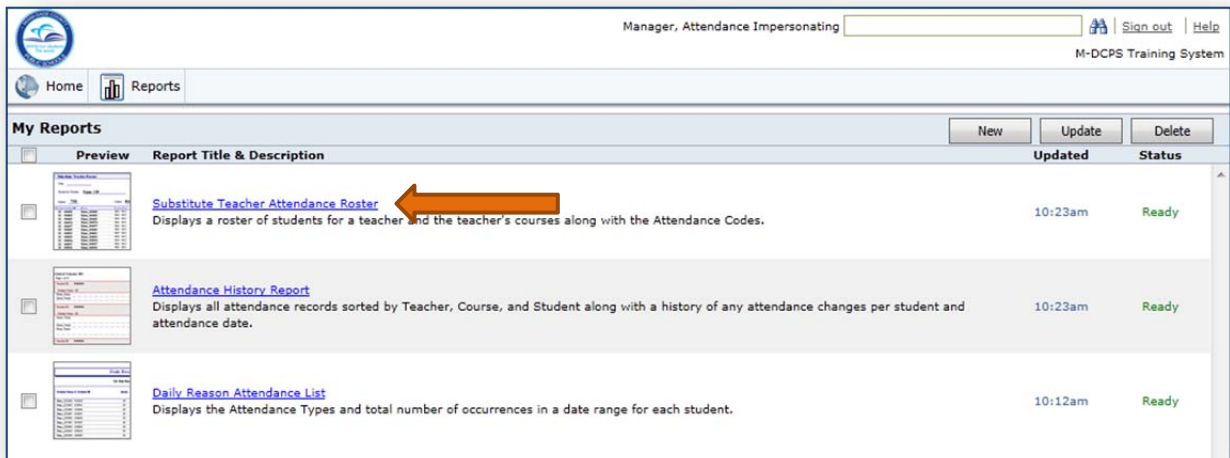 Manager, Attendance Impersonating
Sign out | Help
M-DCPS Training System
Home
Reports
My Reports
New
Update
Delete
Preview
Report Title & Description
Updated
Status
Substitute Teacher Attendance Roster
Displays a roster of students for a teacher and the teacher's courses along with the Attendance Codes.
10:23am
Ready
Attendance History Report
Displays all attendance records sorted by Teacher, Course, and Student along with a history of any attendance changes per student and
attendance date.
10:23am
Ready
Daily Reason Attendance List
Displays the Attendance Types and total number of occurrences in a date range for each student.
10:12am
Ready